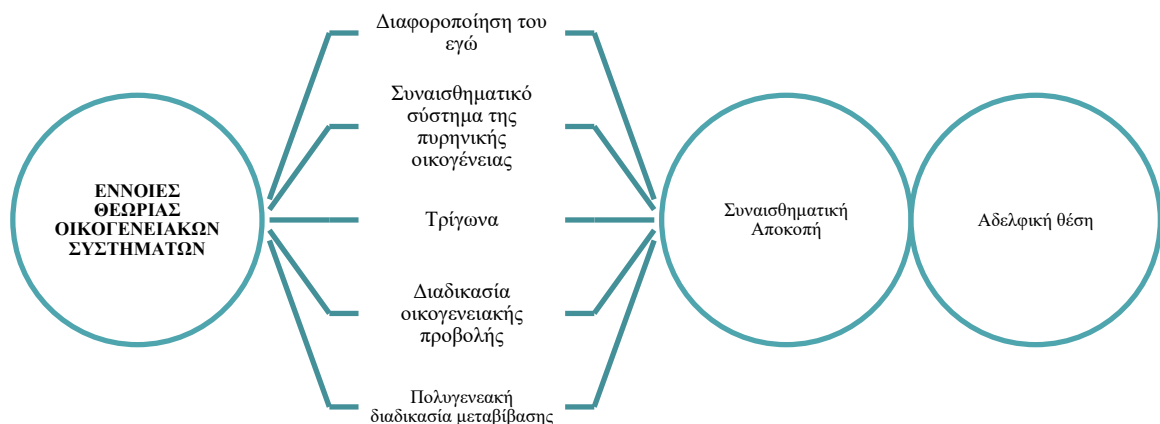 ΕΝΝΟΙΕΣ
ΘΕΩΡΙΑΣ
ΟΙΚΟΓΕΝΕΙΑΚΩΝ
ΣΥΣΤΗΜΑΤΩΝ
Διαφοροποίηση του
εγώ
Συναισθηματικό
σύστημα της
πυρηνικής
οικογένειας
Τρίγωνα
Διαδικασία
οικογενειακής
προβολής
Πολυγενεακή
διαδικασία μεταβίβασης
Συναισθηματική
Αποκοπή
Αδελφική θέση